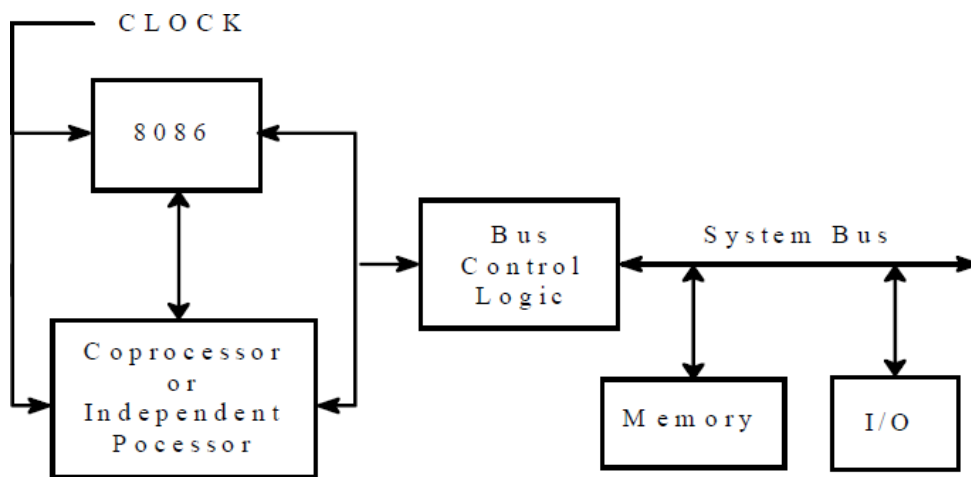 CLOCK
8086
Bus
Control
Logic
System Bus
Coprocessor
or
Independent
Pocessor
Memory
I/O